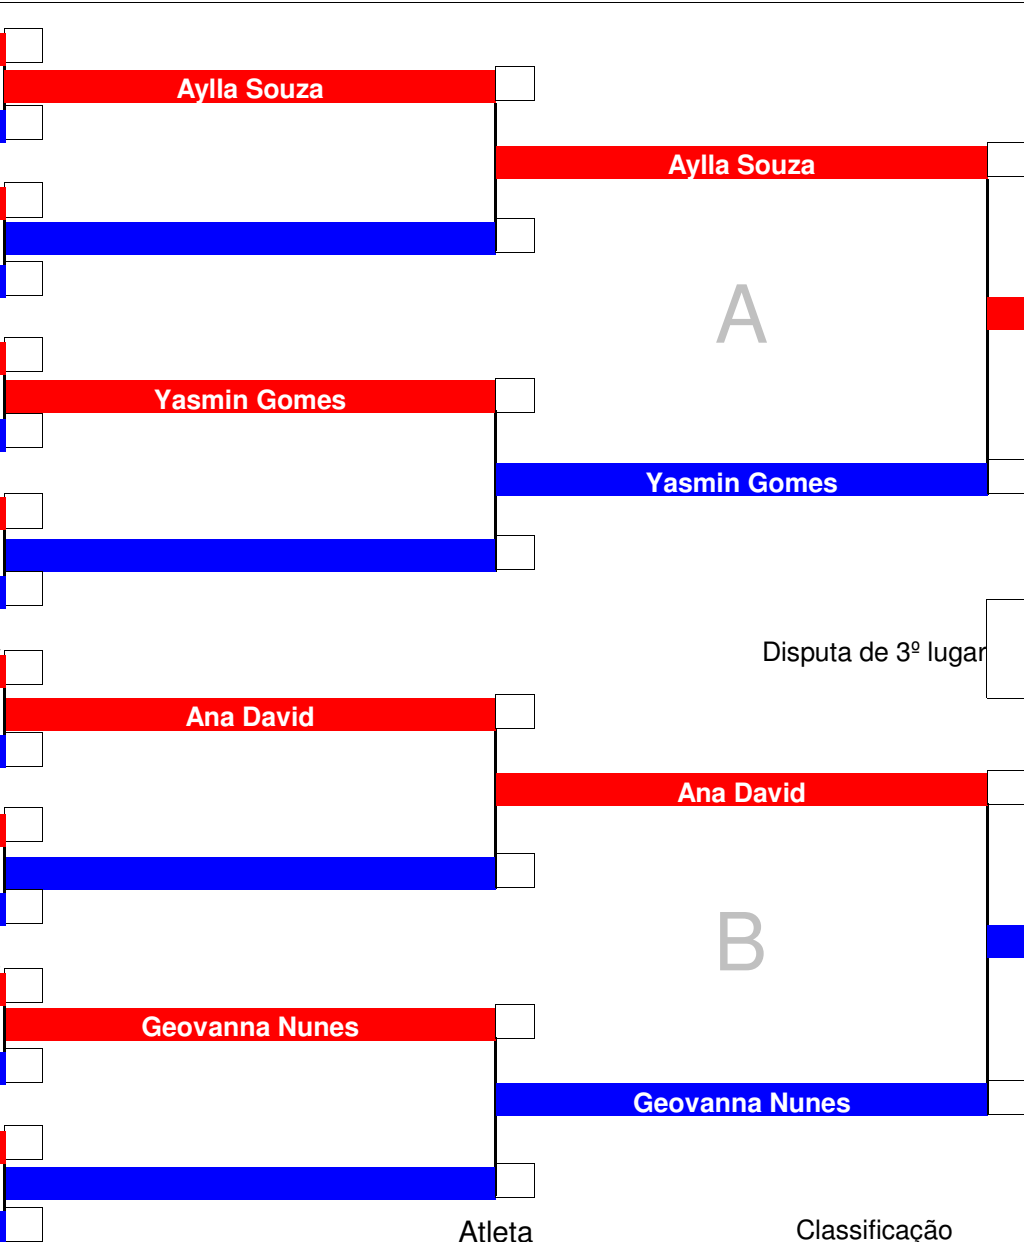 Aylla Souza
Aylla Souza
A
Yasmin Gomes
Yasmin Gomes
Disputa de 3º lugar
Ana David
Ana David
B
Geovanna Nunes
Geovanna Nunes
Atleta
Classificação